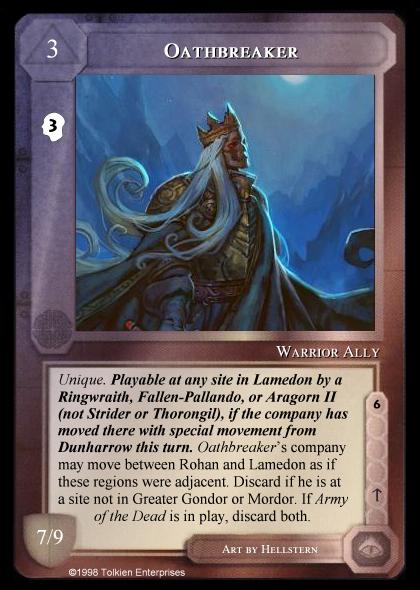 3
OATHBREAKER
3
WARRIOR ALLY
Unique. Playable at any site in Lamedon by a
Ringwraith, Fallen-Pallando, or Aragorn II
(not Strider or Thorongil), if the company has
moved there with special movement from
Dunharrow this turn. Oathbreaker's company
may move between Rohan and Lamedon as if
these regions were adjacent. Discard if he is at
a site not in Greater Gondor or Mordor. If Army
of the Dead is in play, discard both.
6
7/9
ART BY HELLSTERN
©1998 Tolkien Enterprises